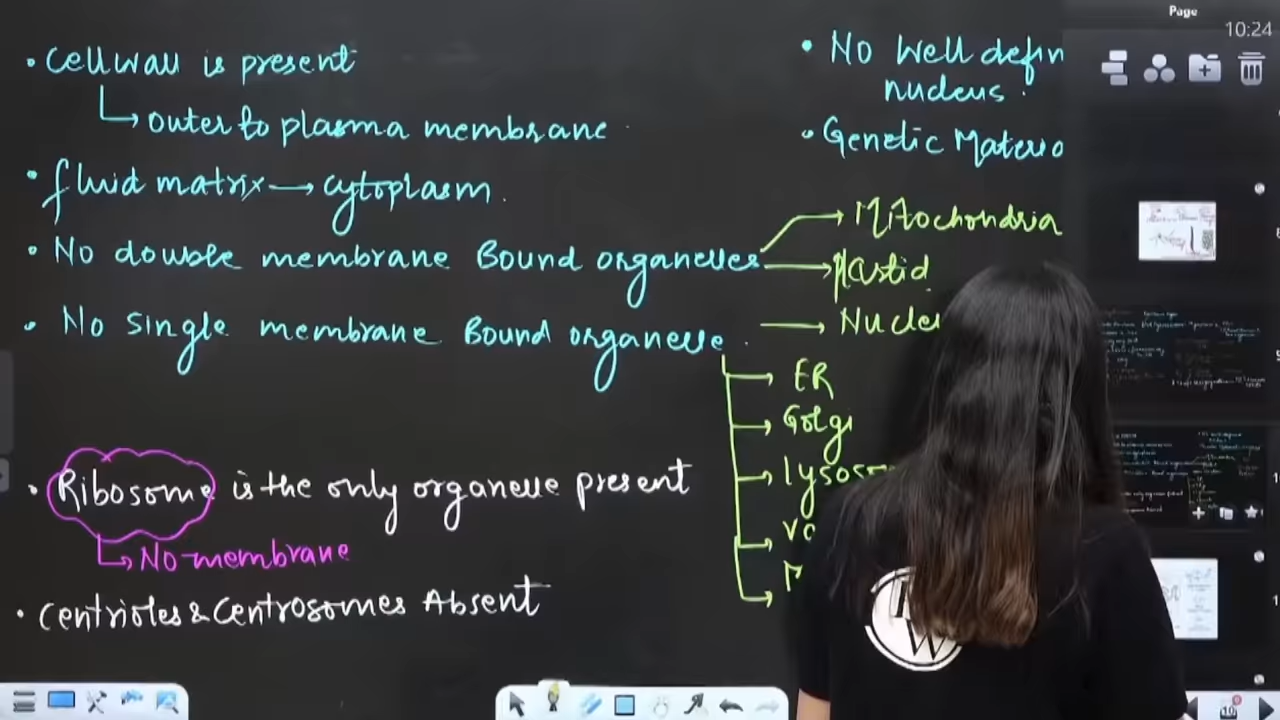 Page
10:24
• Cellwall is present
↳ outer to plasma membrane
• fluid matrix → cytoplasm.
• No double membrane Bound organelles
→ Mitochondria
→ plastid
• No single membrane Bound organelle.
→ ER
→ Golgi
• Ribosome is the only organelle present
↳ No membrane
• Centrioles & Centrosomes Absent
• No well defin
nucleus.
• Genetic Materia
W